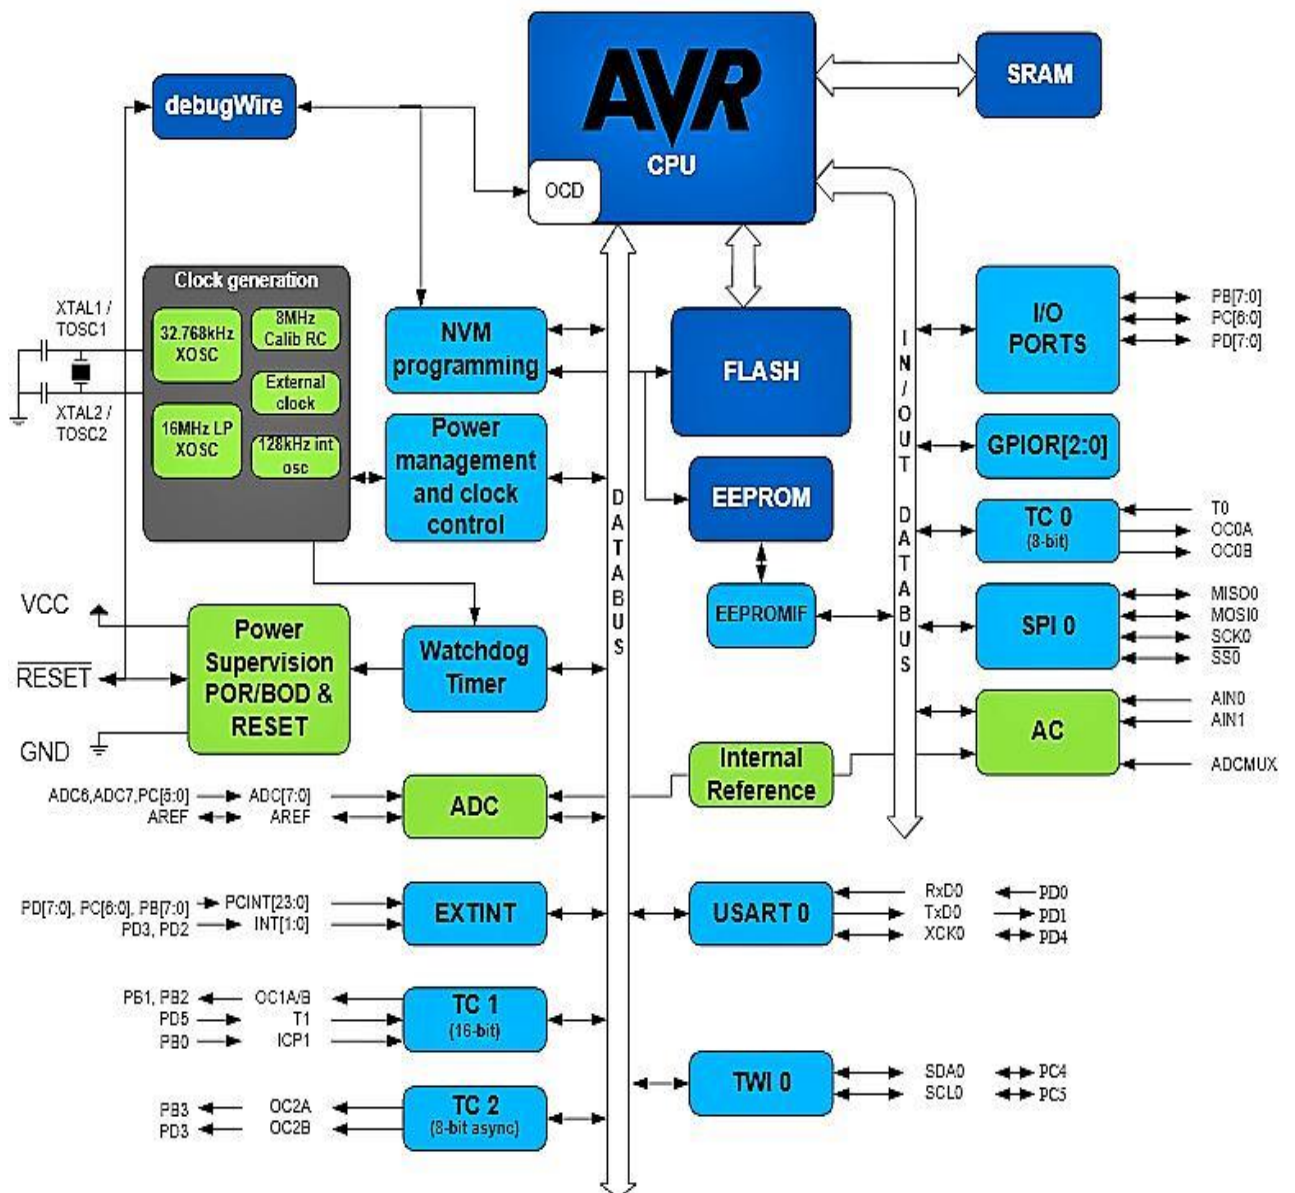 AVR
CPU
OCD
SRAM
debugWire
Clock generation
XTAL1 /
TOSC1
32.768kHz
XOSC
8MHz
Calib RC
External
clock
XTAL2 /
TOSC2
16MHz LP
XOSC
128kHz int
osc
NVM
programming
Power
management
and clock
control
FLASH
EEPROM
EEPROMIF
DATABUS
IN/OUT DATABUS
I/O
PORTS
PB[7:0]
PC[6:0]
PD[7:0]
GPIOR[2:0]
TC 0
(8-bit)
T0
OC0A
OC0B
SPI 0
MISO0
MOSI0
SCK0
SS0
AC
AIN0
AIN1
ADCMUX
VCC
RESET
GND
Power
Supervision
POR/BOD &
RESET
Watchdog
Timer
Internal
Reference
ADC6,ADC7,PC[5:0] ADC[7:0]
AREF AREF
ADC
PD[7:0], PC[6:0], PB[7:0] PCINT[23:0]
PD3, PD2 INT[1:0]
EXTINT
USART 0
RxD0 PD0
TxD0 PD1
XCK0 PD4
PB1, PB2 OC1A/B
PD5 T1
PB0 ICP1
TC 1
(16-bit)
TWI 0
SDA0 PC4
SCL0 PC5
PB3 OC2A
PD3 OC2B
TC 2
(8-bit async)